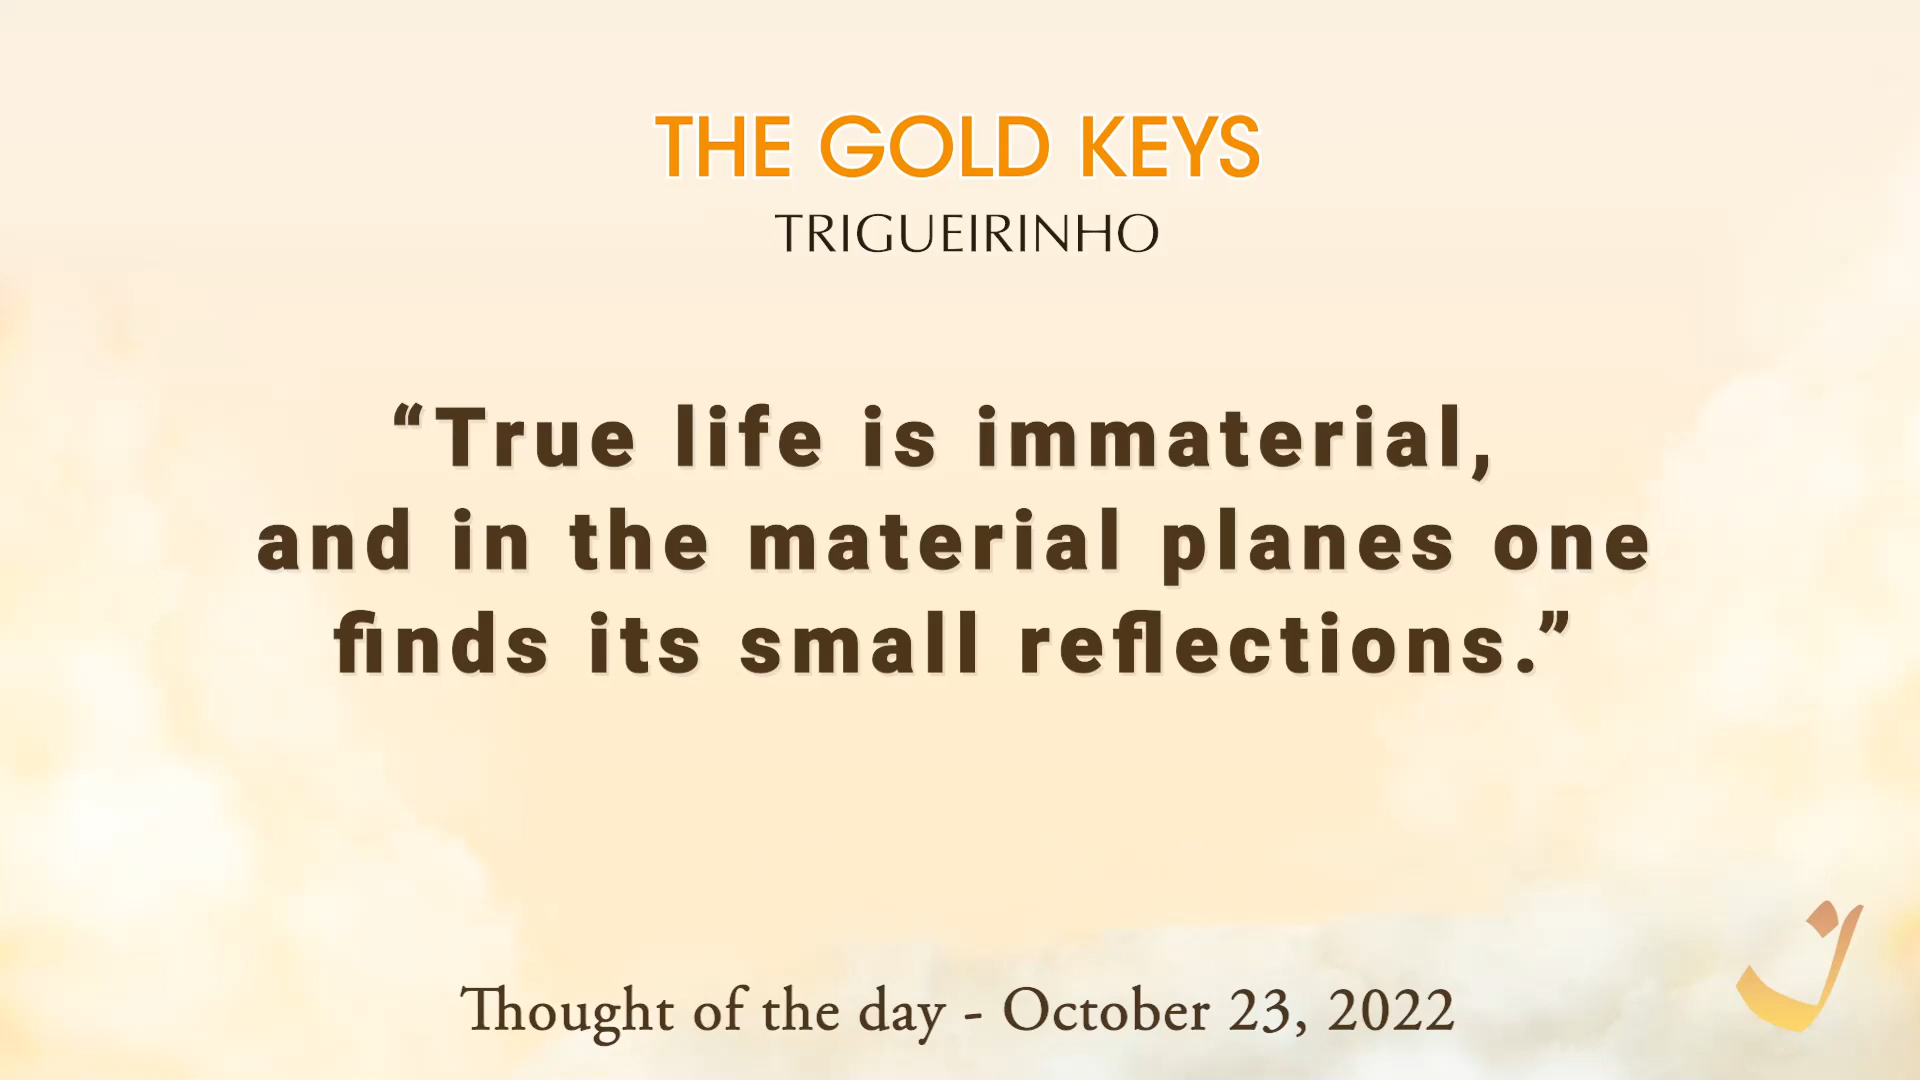 THE GOLD KEYS
TRIGUEIRINHO
“True life is immaterial,
and in the material planes one
finds its small reflections.”
Thought of the day - October 23, 2022